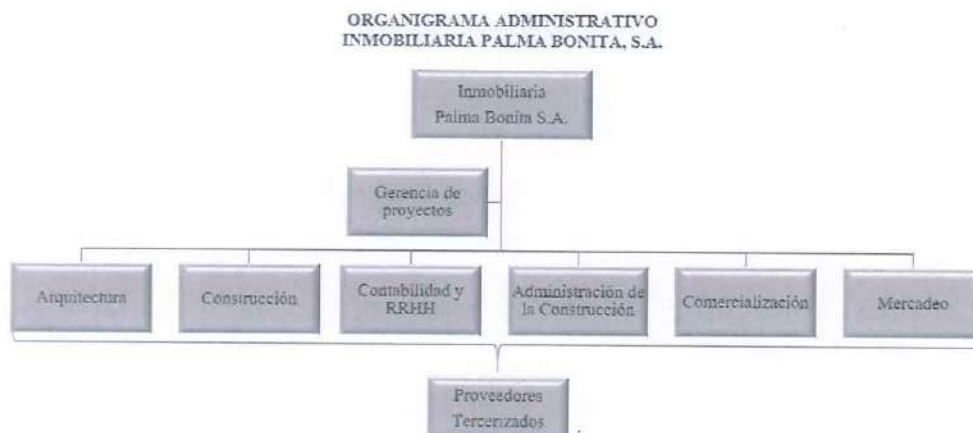 ORGANIGRAMA ADMINISTRATIVO
INMOBILIARIA PALMA BONITA, S.A.
Inmobiliaria
Palma Bonita S.A.
Gerencia de
proyectos
Arquitectura
Construcción
Contabilidad y
RRHH
Administración de
la Construcción
Comercialización
Mercadeo
Proveedores
Tercerizados